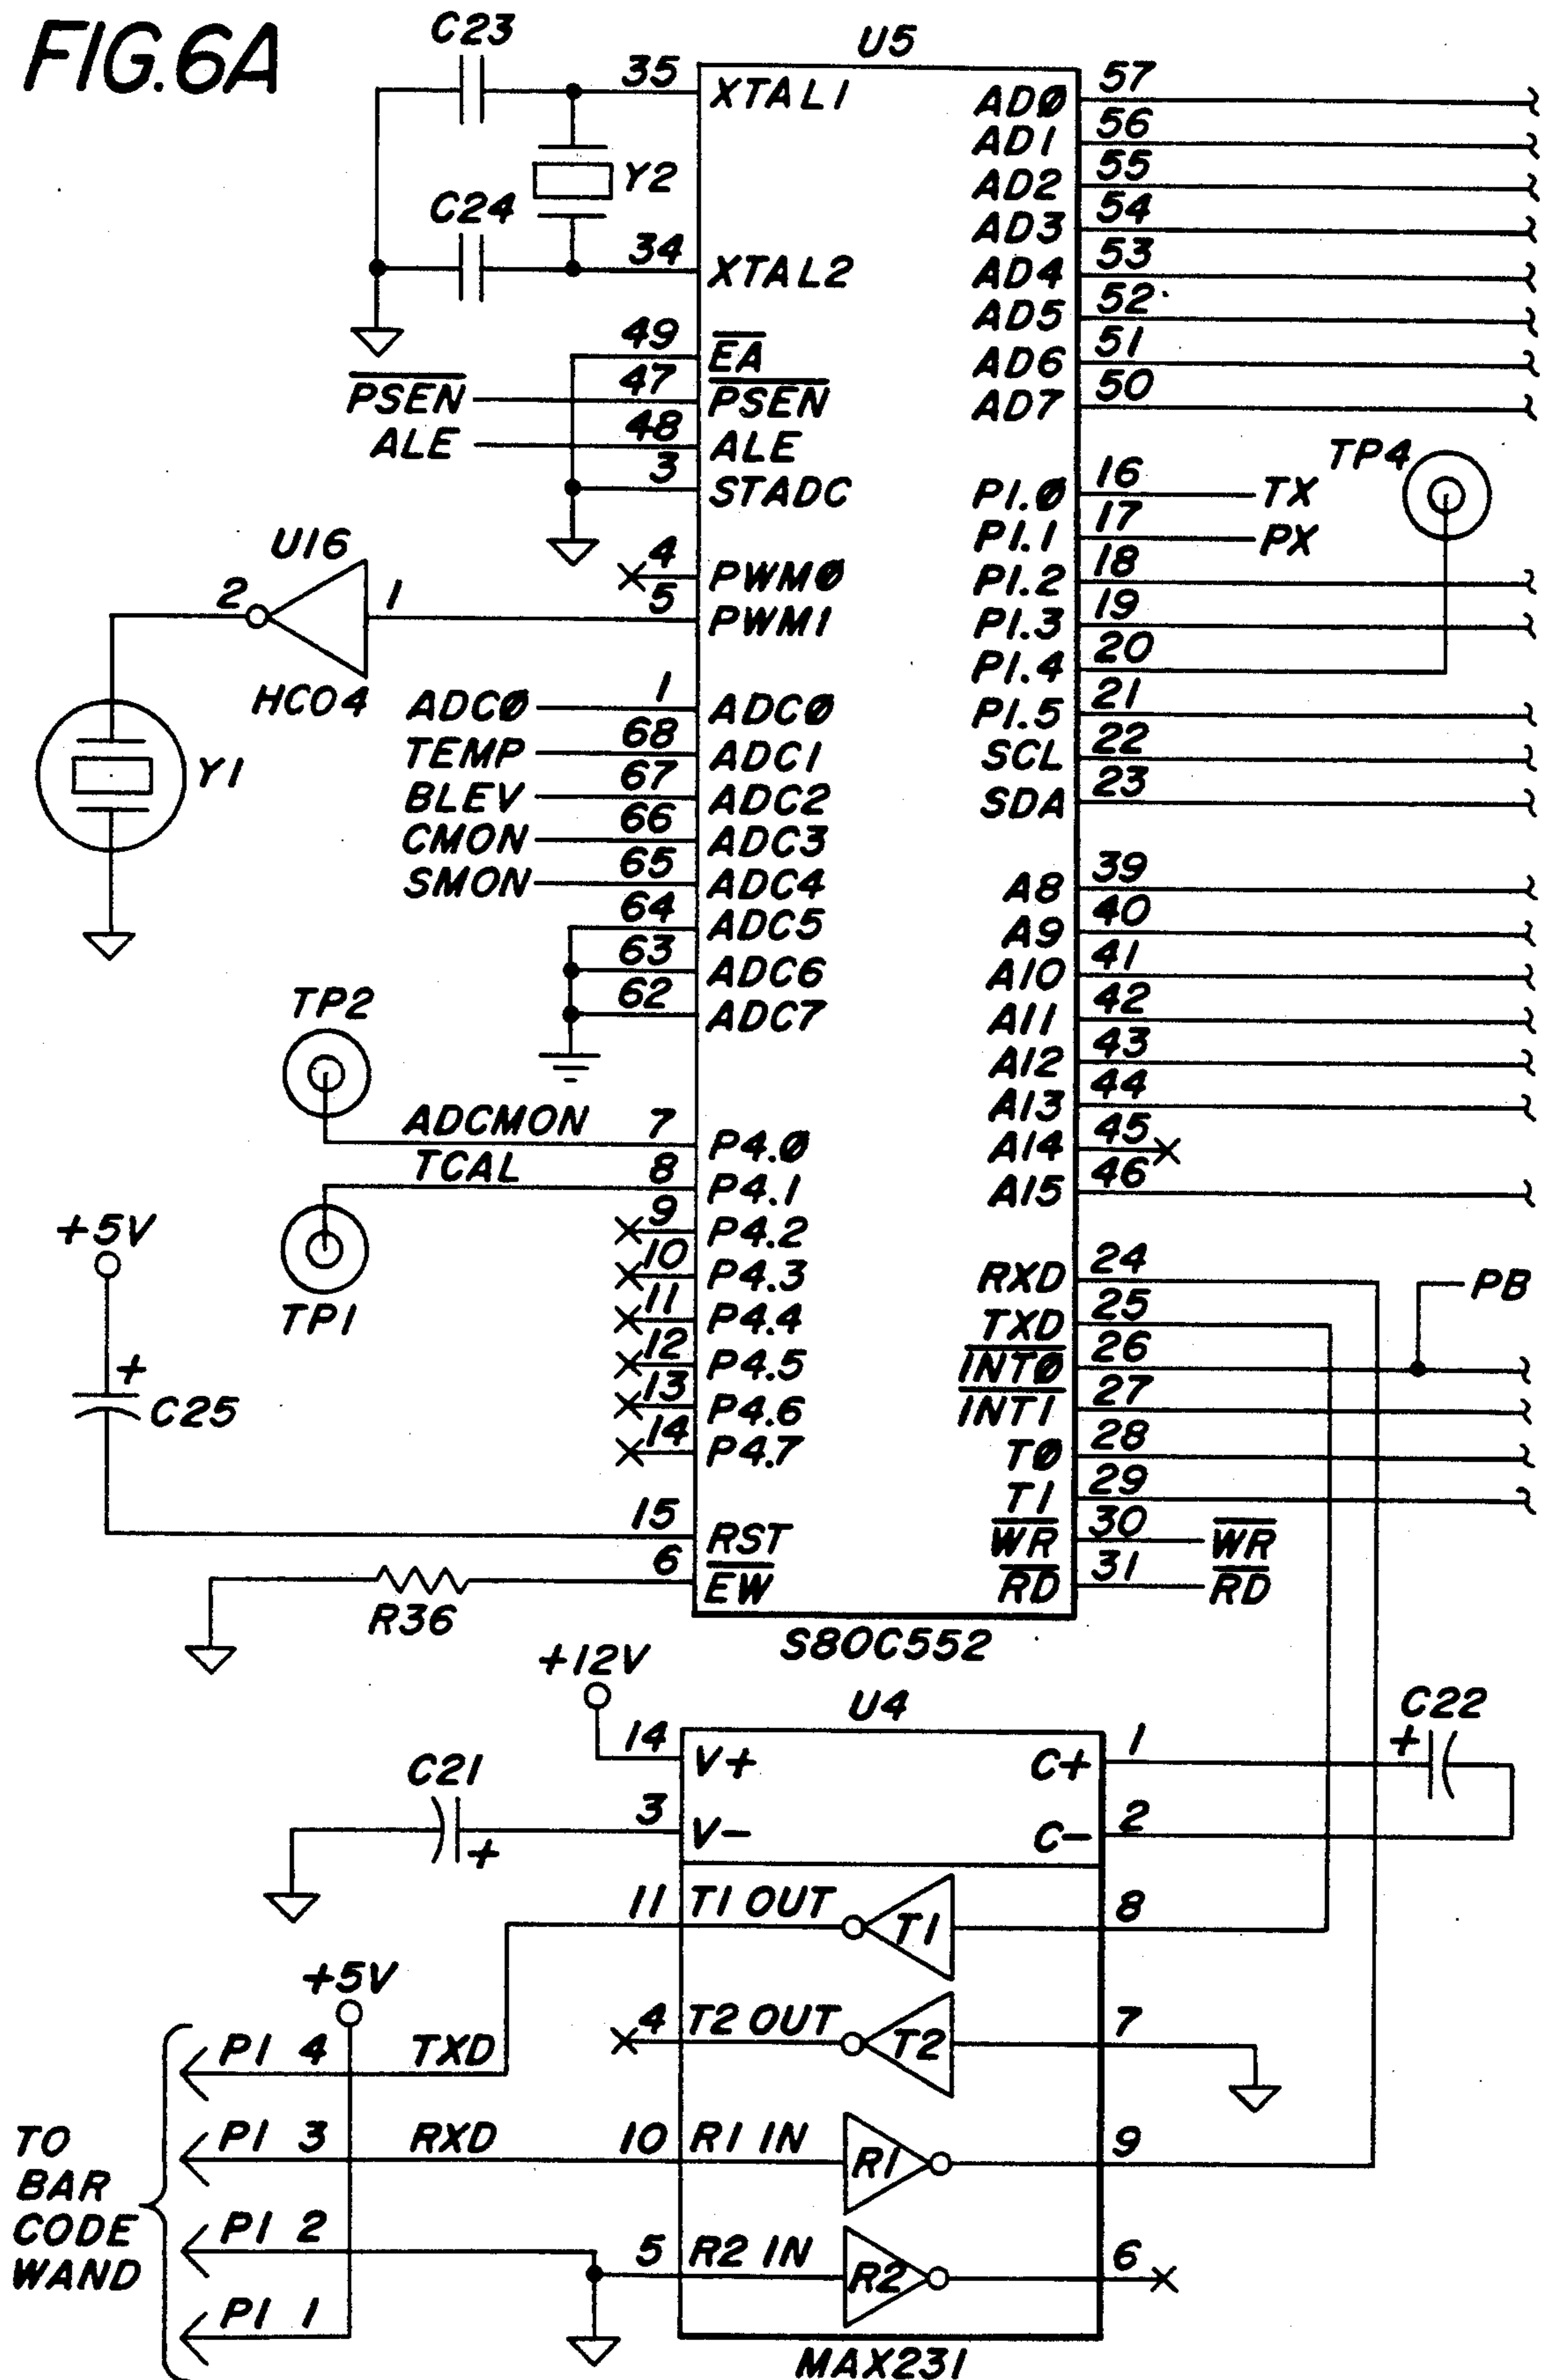 FIG.6A
C23
35
Y2
C24
34
49
PSEN 47
ALE 48
3
U16
2 1
HC04
4
5
Y1
ADCØ 1
TEMP 68
BLEV 67
CMON 66
SMON 65
64
63
62
TP2
ADCMON 7
TCAL 8
TP1
9
10
11
12
13
14
+5V
+
C25
15
6
R36
U5
XTAL1
XTAL2
EA
PSEN
ALE
STADC
PWMØ
PWM1
ADCØ
ADC1
ADC2
ADC3
ADC4
ADC5
ADC6
ADC7
P4.Ø
P4.1
P4.2
P4.3
P4.4
P4.5
P4.6
P4.7
RST
EW
ADØ 57
AD1 56
AD2 55
AD3 54
AD4 53
AD5 52
AD6 51
AD7 50
P1.Ø 16 TX
P1.1 17 PX
TP4
P1.2 18
P1.3 19
P1.4 20
P1.5 21
SCL 22
SDA 23
A8 39
A9 40
A10 41
A11 42
A12 43
A13 44
A14 45
A15 46
RXD 24
TXD 25
INTØ 26 PB
INT1 27
TØ 28
T1 29
WR 30 WR
RD 31 RD
S80C552
+12V
U4
14 V+ C+ 1
C22
+
C21
+
3 V- C- 2
11 T1 OUT T1 8
4 T2 OUT T2 7
10 R1 IN R1 9
5 R2 IN R2 6
MAX231
+5V
P1 4 TXD
P1 3 RXD
P1 2
P1 1
TO
BAR
CODE
WAND